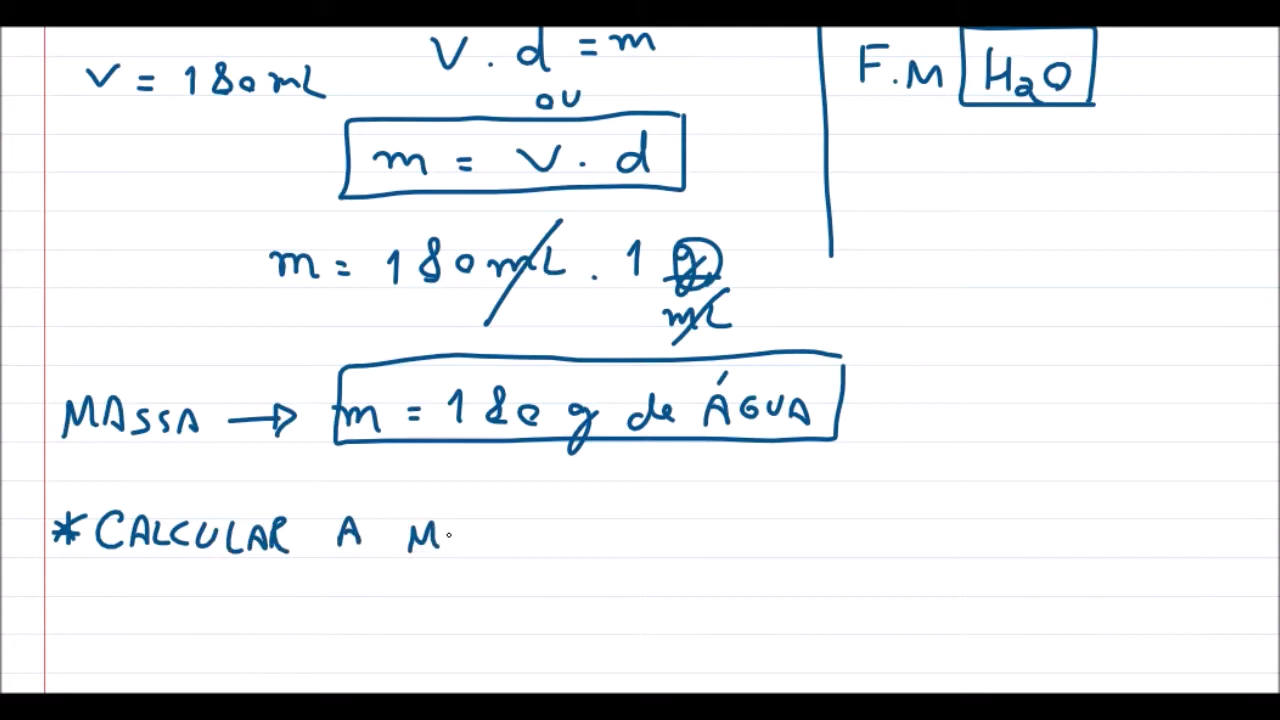 V . d = m
V = 180 mL
ou
m = V . d
m = 180 mL . 1 g
mL
MASSA → m = 180 g de ÁGUA
* CALCULAR A M.
F.M H2O